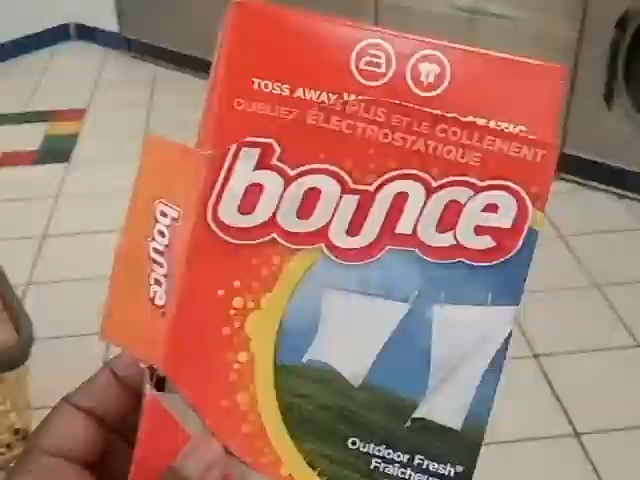 TOSS AWAY
OUBLIEZ PLIS ET LE COLLEMENT
ÉLECTROSTATIQUE
bounce
bounce
Outdoor Fresh®